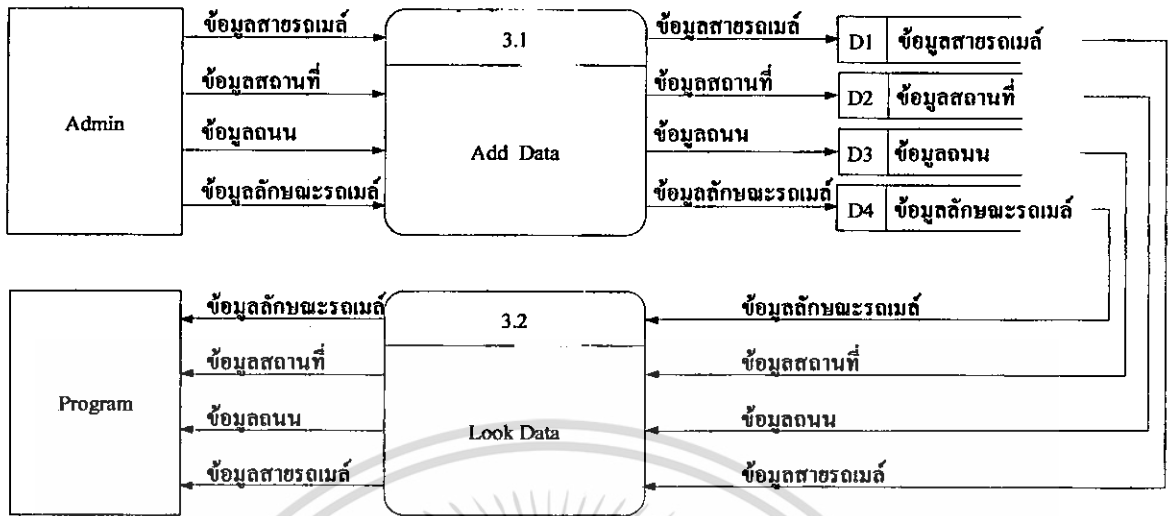 Admin
ข้อมูลสายรถเมล์
ข้อมูลสถานที่
ข้อมูลถนน
ข้อมูลลักษณะรถเมล์
3.1
Add Data
ข้อมูลสายรถเมล์
ข้อมูลสถานที่
ข้อมูลถนน
ข้อมูลลักษณะรถเมล์
D1 ข้อมูลสายรถเมล์
D2 ข้อมูลสถานที่
D3 ข้อมูลถนน
D4 ข้อมูลลักษณะรถเมล์
Program
ข้อมูลลักษณะรถเมล์
ข้อมูลสถานที่
ข้อมูลถนน
ข้อมูลสายรถเมล์
3.2
Look Data
ข้อมูลลักษณะรถเมล์
ข้อมูลสถานที่
ข้อมูลถนน
ข้อมูลสายรถเมล์